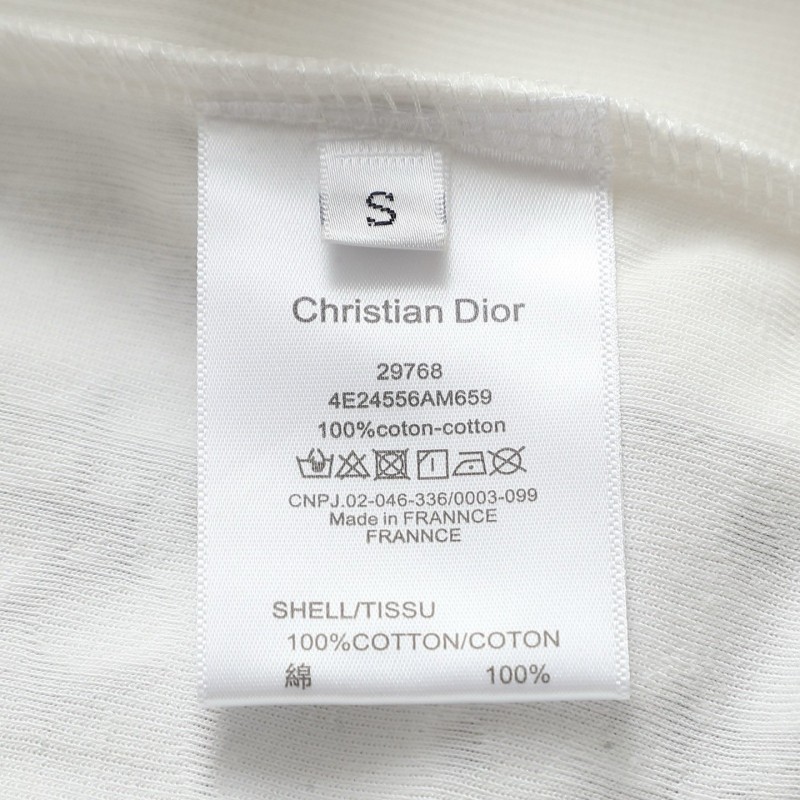 S
Christian Dior
29768
4E24556AM659
100%coton-cotton
CNPJ.02-046-336/0003-099
Made in FRANNCE
FRANNCE
SHELL/TISSU
100%COTTON/COTON
綿 100%